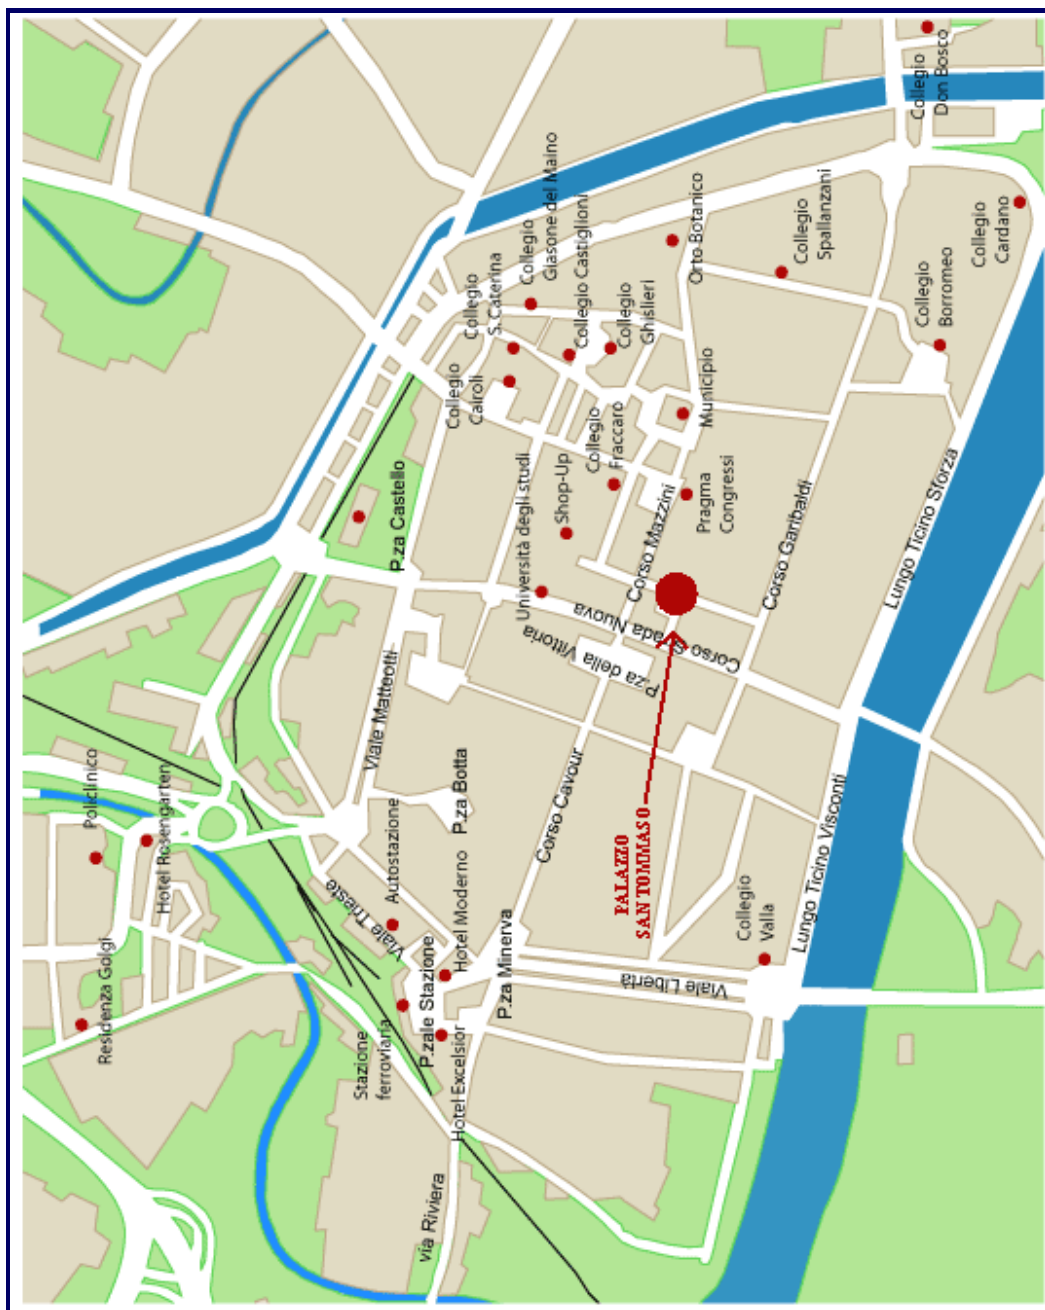 Residenza Golgi
Policlinico
Hotel Rosengarten
Stazione
ferroviaria
Viale Trieste
Autostazione
Viale Matteotti
P.za Castello
via Riviera
Hotel Excelsior
P.zale Stazione
Hotel Moderno
P.za Botta
P.za Minerva
Corso Cavour
Università degli studi
P.za della Vittoria
Shop-Up
Collegio
Cairoli
Collegio
S.Caterina
Collegio
Giasone del Maino
Collegio Castiglioni
Collegio
Ghislieri
Collegio
Fraccaro
Corso Strada Nuova
Corso Mazzini
PALAZZO
SAN TOMMASO
Pragma
Congressi
Municipio
Orto Botanico
Viale Libertà
Collegio
Valla
Corso Garibaldi
Collegio
Spallanzani
Lungo Ticino Visconti
Lungo Ticino Sforza
Collegio
Borromeo
Collegio
Cardano
Collegio
Don Bosco